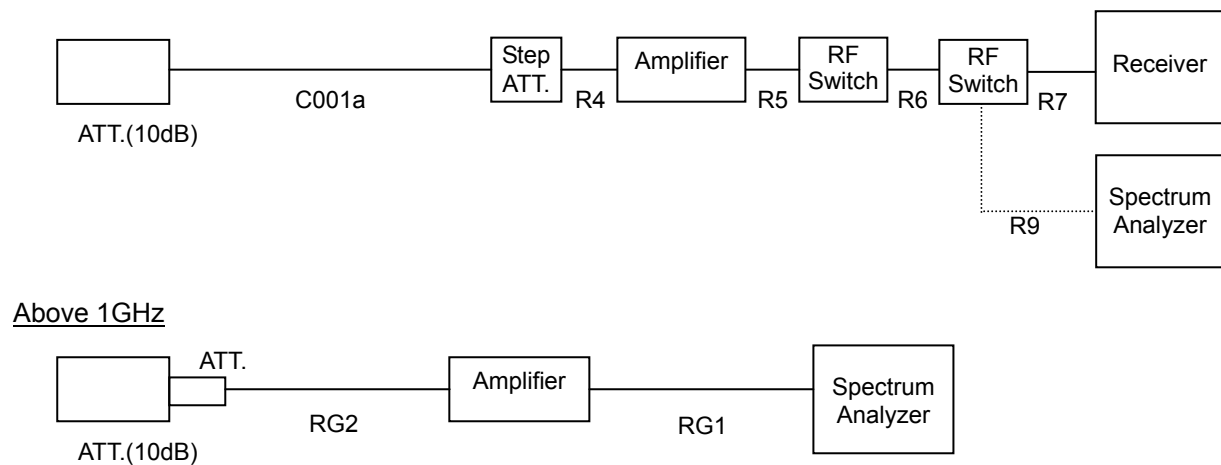 Step
ATT.
Amplifier
RF
Switch
RF
Switch
Receiver
C001a
R4
R5
R6
R7
ATT.(10dB)
Spectrum
Analyzer
R9
Above 1GHz
ATT.
Amplifier
Spectrum
Analyzer
RG2
RG1
ATT.(10dB)